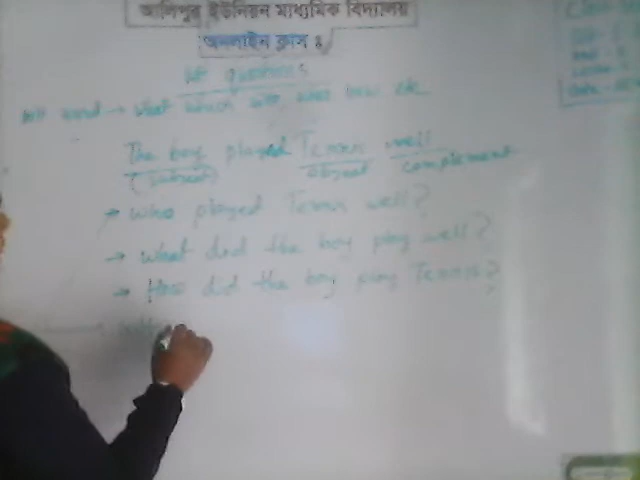 আলিপুর ইউনিয়ন মাধ্যমিক বিদ্যালয়
অনলাইন ক্লাস
Wh questions
Wh word → What which who how etc
The boy played Tennis well
(Subject) object complement
→ Who played Tennis well?
→ What did the boy play well?
→ How did the boy play Tennis?
Class